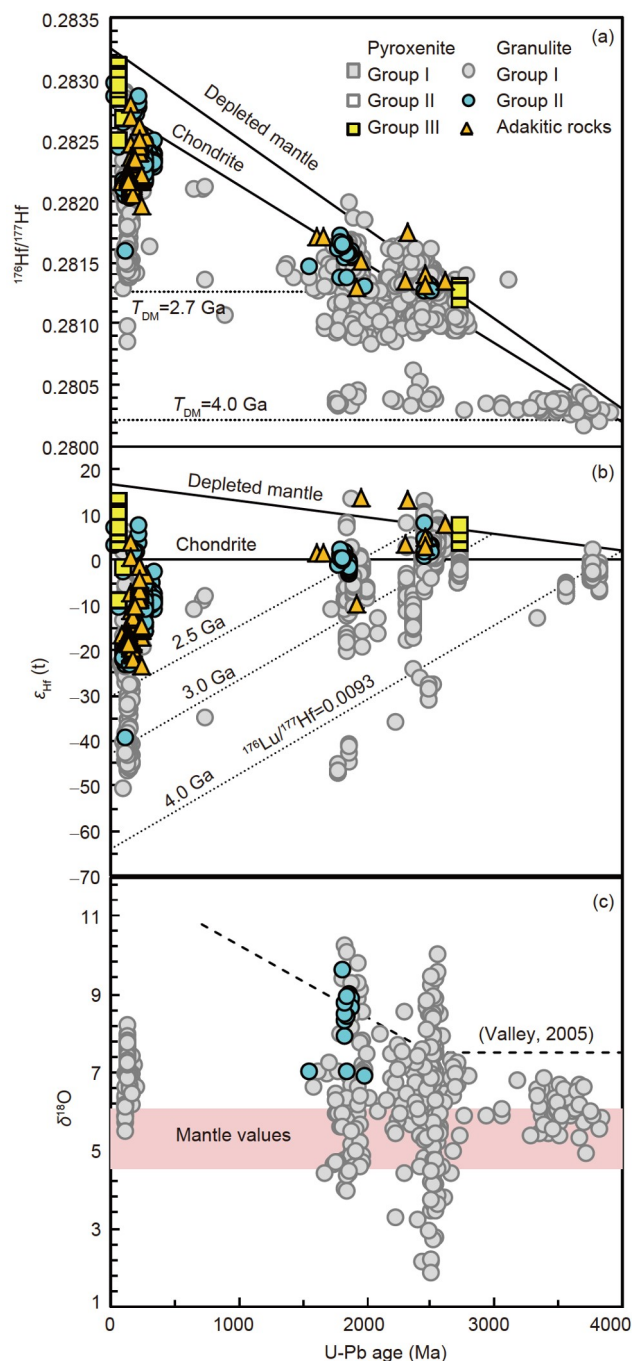 (a)
Pyroxenite Granulite
Group I Group I
Group II Group II
Group III Adakitic rocks
Depleted mantle
Chondrite
T_DM=2.7 Ga
T_DM=4.0 Ga
¹⁷⁶Hf/¹⁷⁷Hf
0.2835
0.2830
0.2825
0.2820
0.2815
0.2810
0.2805
0.2800
(b)
Depleted mantle
Chondrite
2.5 Ga
3.0 Ga
4.0 Ga
¹⁷⁶Lu/¹⁷⁷Hf=0.0093
ε_Hf (t)
20
10
0
−10
−20
−30
−40
−50
−60
−70
(c)
(Valley, 2005)
Mantle values
δ¹⁸O
11
9
7
5
3
1
0 1000 2000 3000 4000
U-Pb age (Ma)